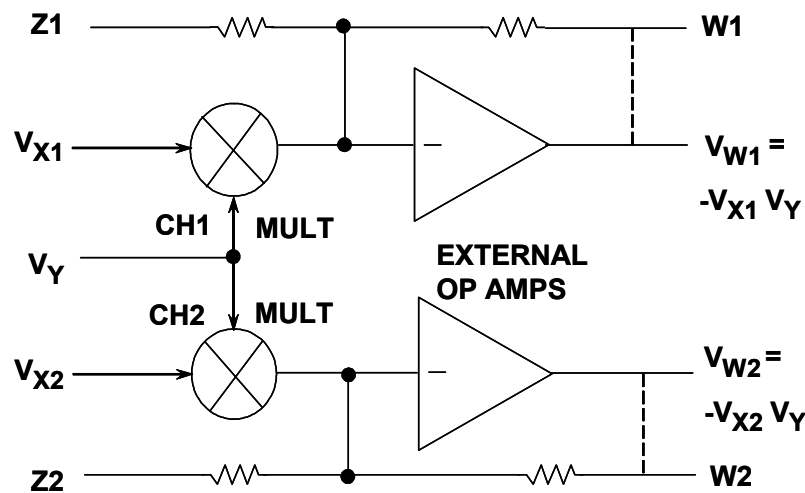 Z1
W1
VX1
VW1 =
-VX1 VY
CH1 MULT
VY
EXTERNAL
OP AMPS
CH2 MULT
VX2
VW2 =
-VX2 VY
Z2
W2